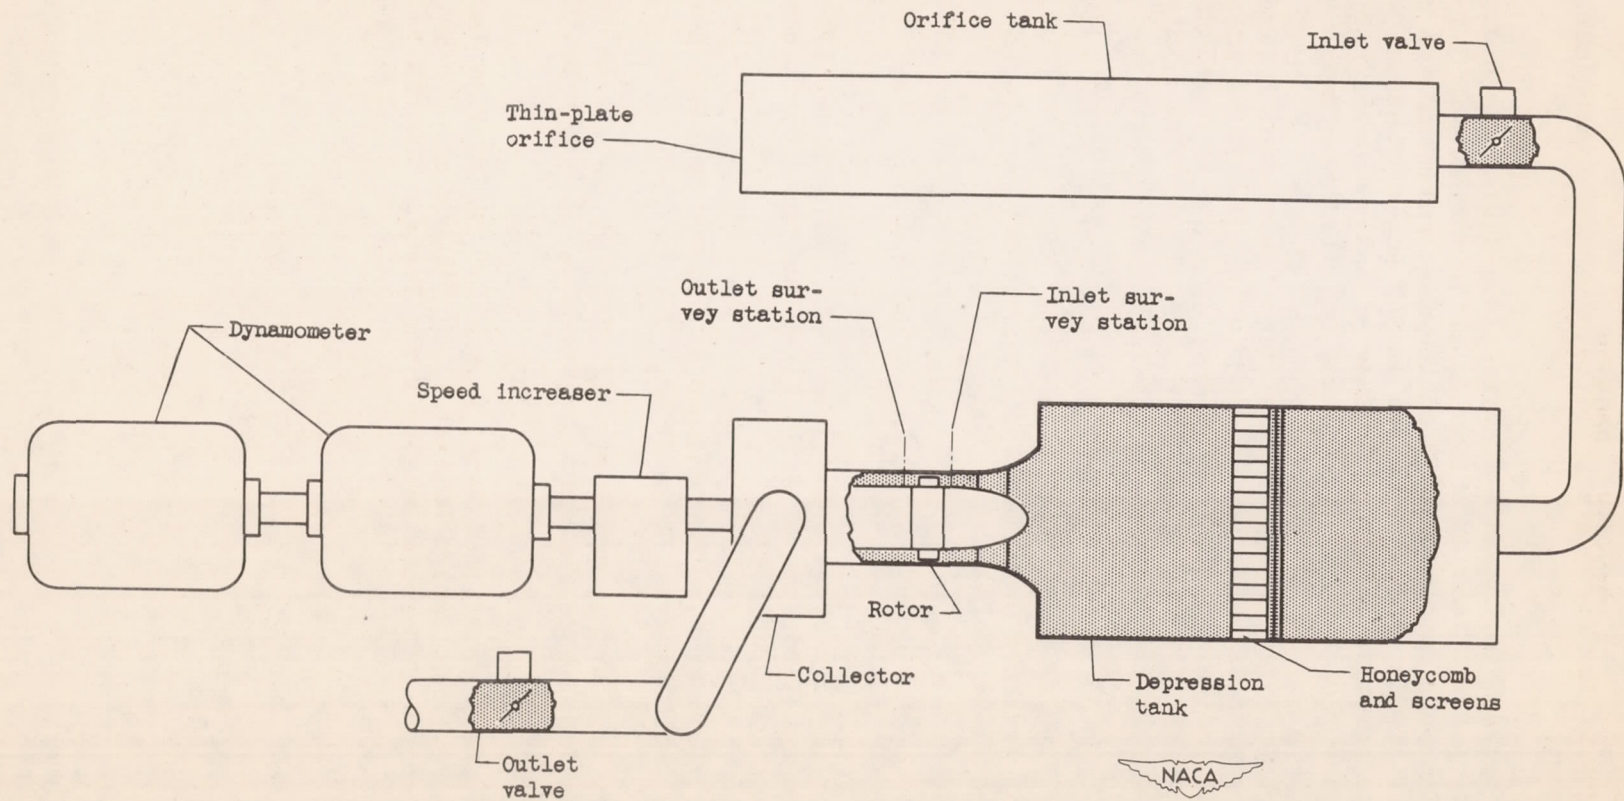 Orifice tank
Inlet valve
Thin-plate
orifice
Outlet sur-
vey station
Inlet sur-
vey station
Dynamometer
Speed increaser
Rotor
Collector
Depression
tank
Honeycomb
and screens
Outlet
valve
NACA